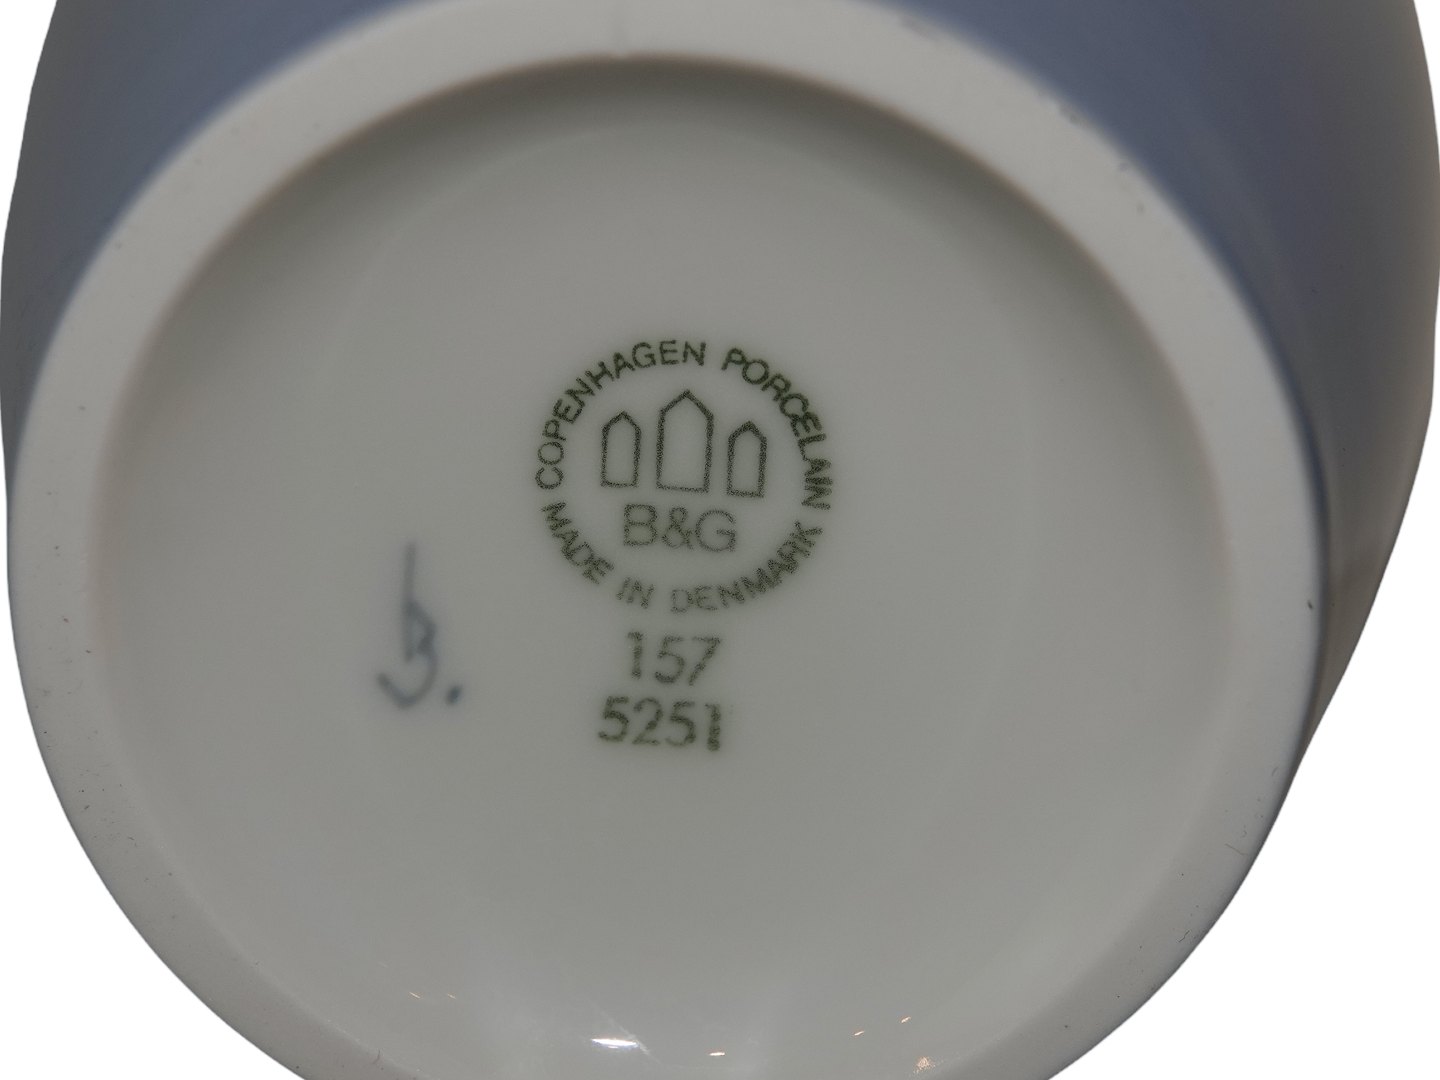 COPENHAGEN PORCELAIN
B&G
MADE IN DENMARK
157
5251
B.